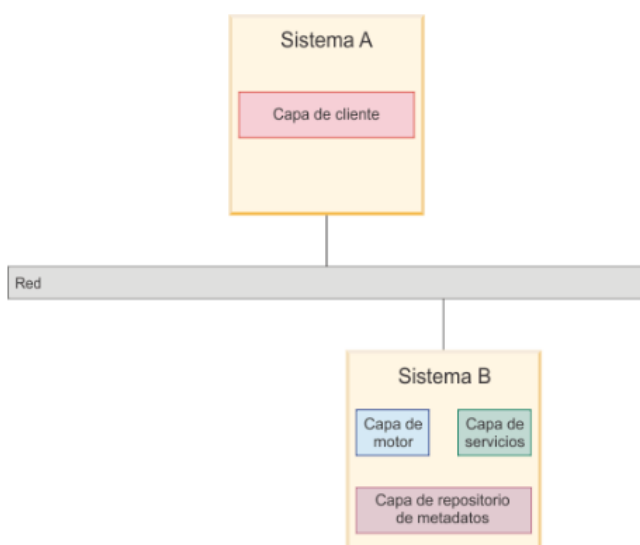 Sistema A
Capa de cliente
Red
Sistema B
Capa de
motor
Capa de
servicios
Capa de repositorio
de metadatos